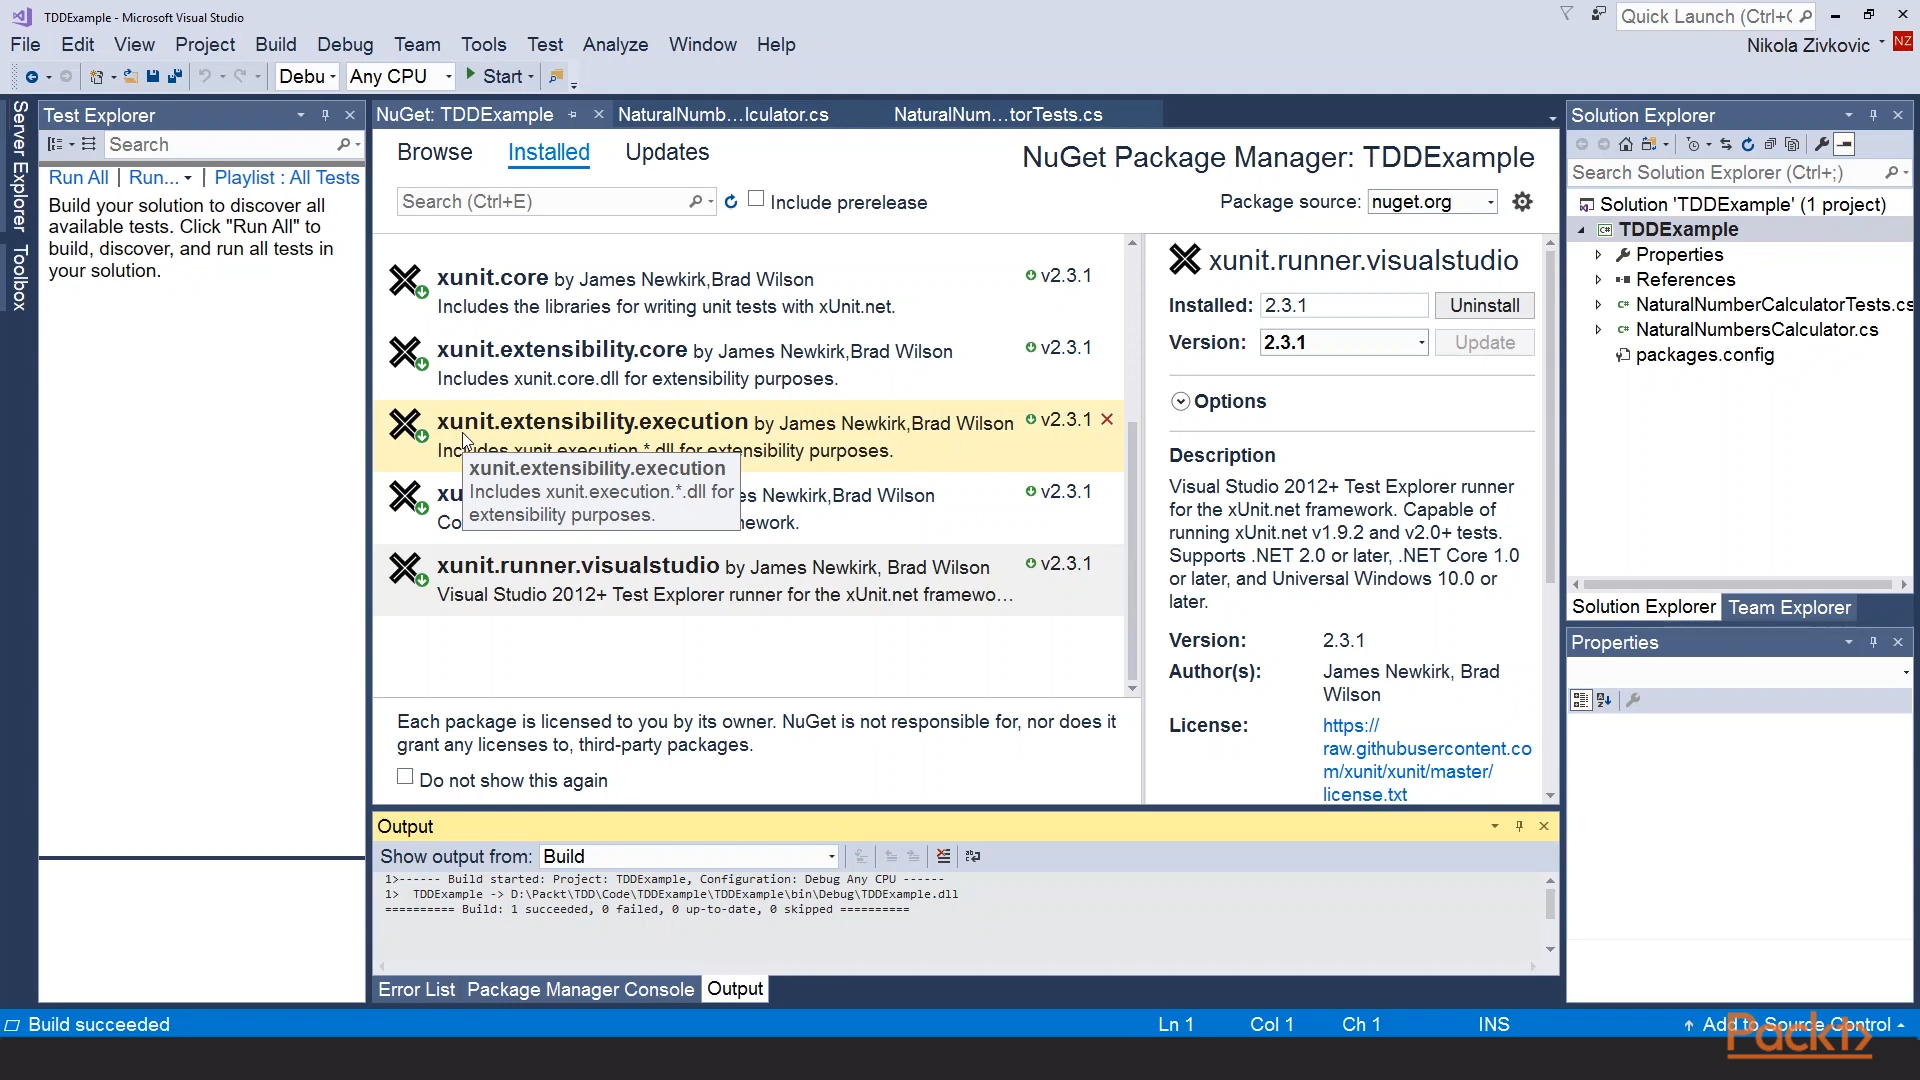 TDDExample - Microsoft Visual Studio
Quick Launch (Ctrl+
File Edit View Project Build Debug Team Tools Test Analyze Window Help
Nikola Zivkovic NZ
Debu Any CPU Start
Server Explorer
Toolbox
Test Explorer
Search
Run All | Run... Playlist : All Tests
Build your solution to discover all
available tests. Click "Run All" to
build, discover, and run all tests in
your solution.
NuGet: TDDExample NaturalNumb...lculator.cs NaturalNum...torTests.cs
Browse Installed Updates
NuGet Package Manager: TDDExample
Search (Ctrl+E)
Include prerelease
Package source: nuget.org
xunit.core by James Newkirk,Brad Wilson v2.3.1
Includes the libraries for writing unit tests with xUnit.net.
xunit.extensibility.core by James Newkirk,Brad Wilson v2.3.1
Includes xunit.core.dll for extensibility purposes.
xunit.extensibility.execution by James Newkirk,Brad Wilson v2.3.1
Includes xunit.execution.*.dll for extensibility purposes.
xunit.extensibility.execution
Includes xunit.execution.*.dll for
extensibility purposes.
xu es Newkirk,Brad Wilson v2.3.1
Co nework.
xunit.runner.visualstudio by James Newkirk, Brad Wilson v2.3.1
Visual Studio 2012+ Test Explorer runner for the xUnit.net framewo...
Each package is licensed to you by its owner. NuGet is not responsible for, nor does it
grant any licenses to, third-party packages.
Do not show this again
xunit.runner.visualstudio
Installed: 2.3.1 Uninstall
Version: 2.3.1 Update
Options
Description
Visual Studio 2012+ Test Explorer runner
for the xUnit.net framework. Capable of
running xUnit.net v1.9.2 and v2.0+ tests.
Supports .NET 2.0 or later, .NET Core 1.0
or later, and Universal Windows 10.0 or
later.
Version: 2.3.1
Author(s): James Newkirk, Brad
Wilson
License: https://
raw.githubusercontent.co
m/xunit/xunit/master/
license.txt
Output
Show output from: Build
1>------ Build started: Project: TDDExample, Configuration: Debug Any CPU ------
1>  TDDExample -> D:\Packt\TDD\Code\TDDExample\TDDExample\bin\Debug\TDDExample.dll
========== Build: 1 succeeded, 0 failed, 0 up-to-date, 0 skipped ==========
Error List Package Manager Console Output
Solution Explorer
Search Solution Explorer (Ctrl+;)
Solution 'TDDExample' (1 project)
TDDExample
Properties
References
NaturalNumberCalculatorTests.cs
NaturalNumbersCalculator.cs
packages.config
Solution Explorer Team Explorer
Properties
Build succeeded Ln 1 Col 1 Ch 1 INS Add to Source Control
Packt>